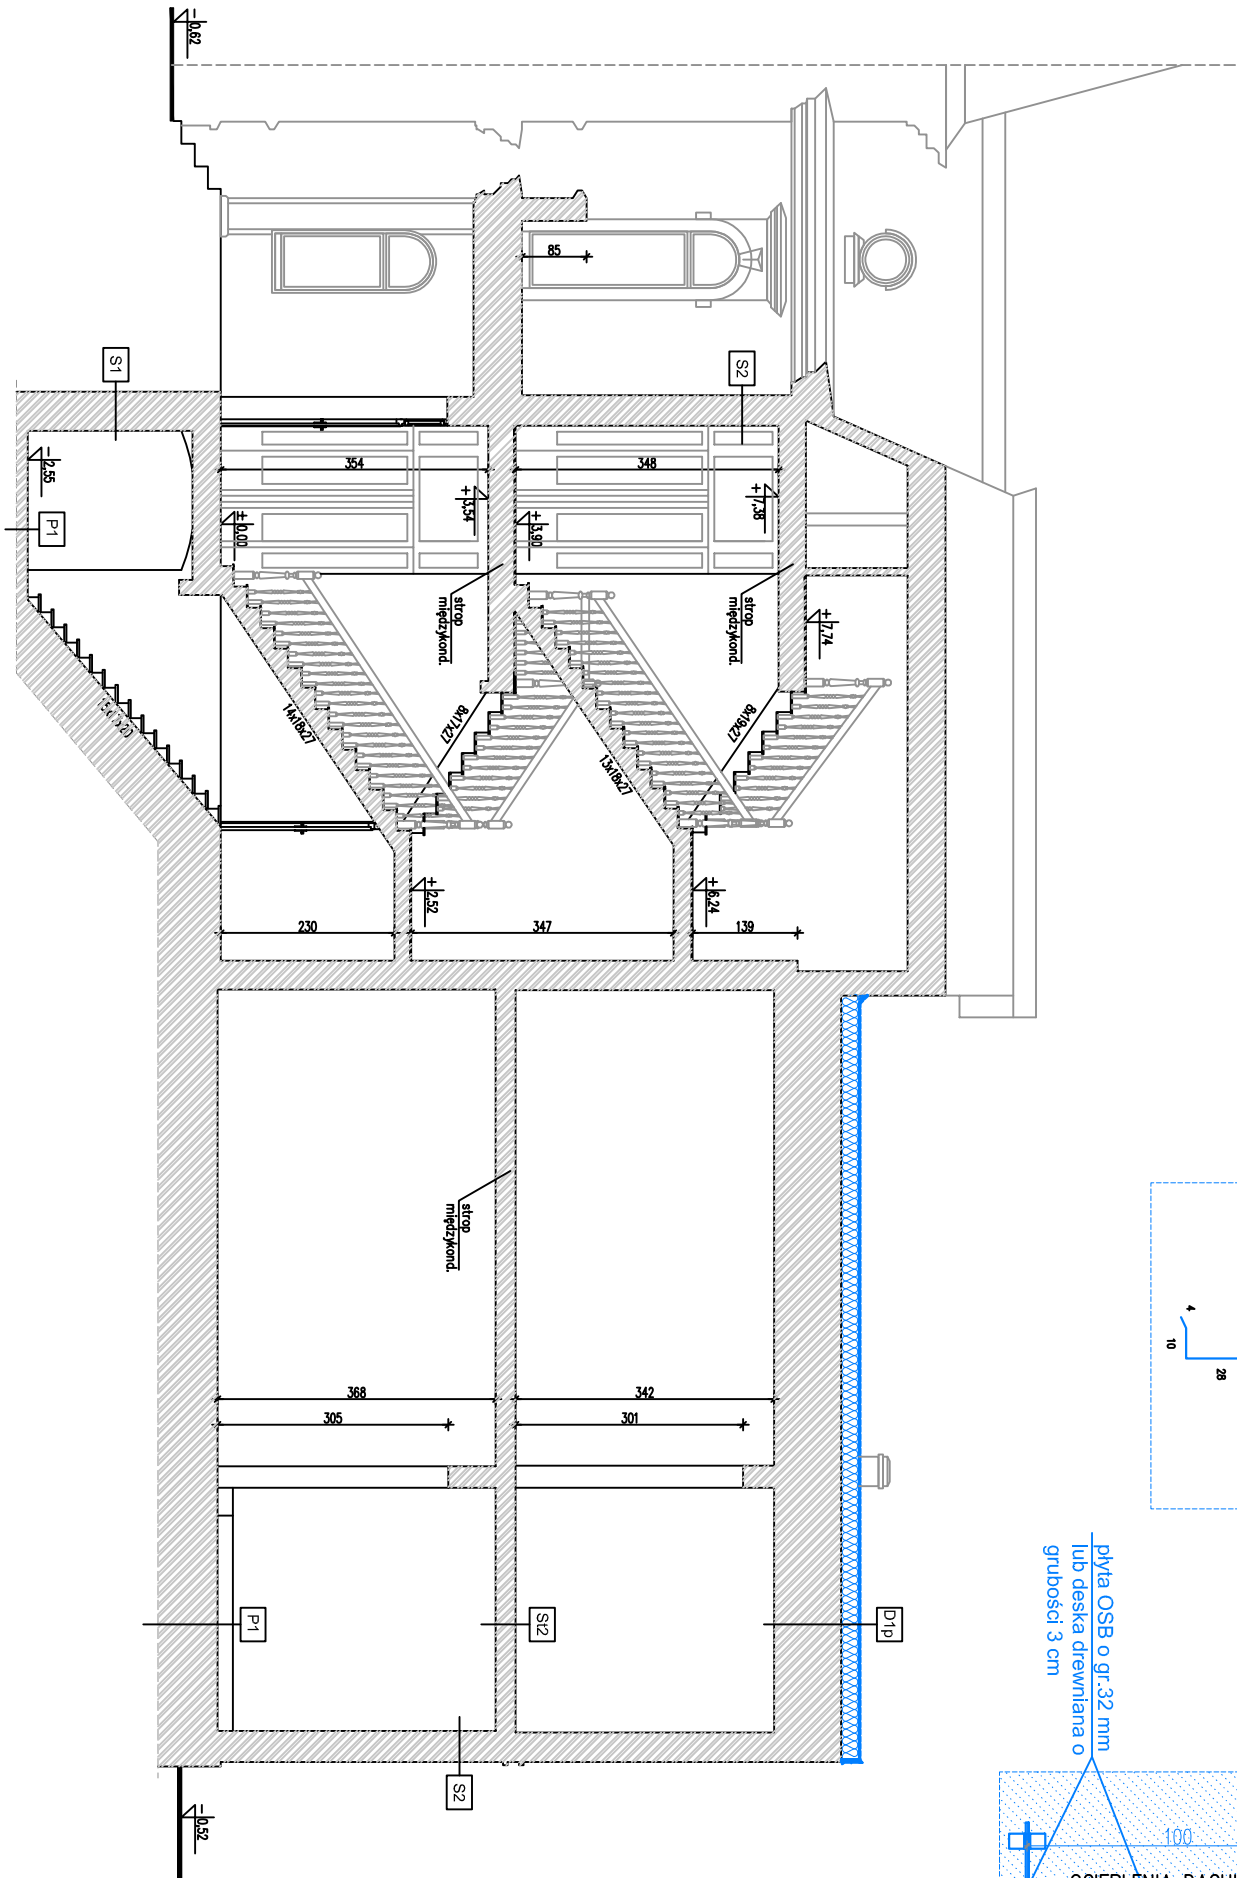 - 0,62
85
S1
S2
- 2,55
P1
354
+ 3,54
± 0,00
348
+ 7,38
+ 3,90
strop
międzykond.
strop
międzykond.
+ 7,74
14x18x27
8x17x27
13x18x27
8x19x27
+ 2,52
+ 6,24
230
347
139
strop
międzykond.
368
305
342
301
P1
St2
D1p
S2
- 0,52
4
10
28
płyta OSB o gr.32 mm
lub deska drewniana o
grubości 3 cm
100